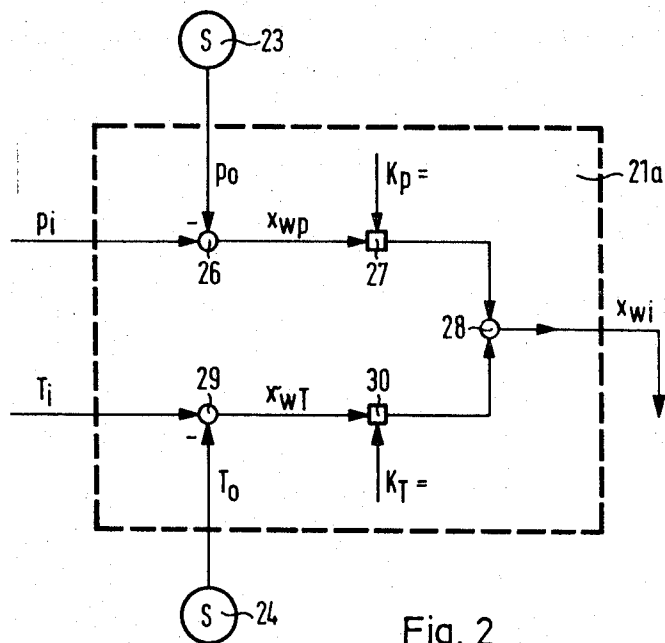 S 23
21a
po
Kp =
pi
-
xwp
26
27
28
xwi
Ti
29
xwT
30
-
To
KT =
S 24
Fig. 2